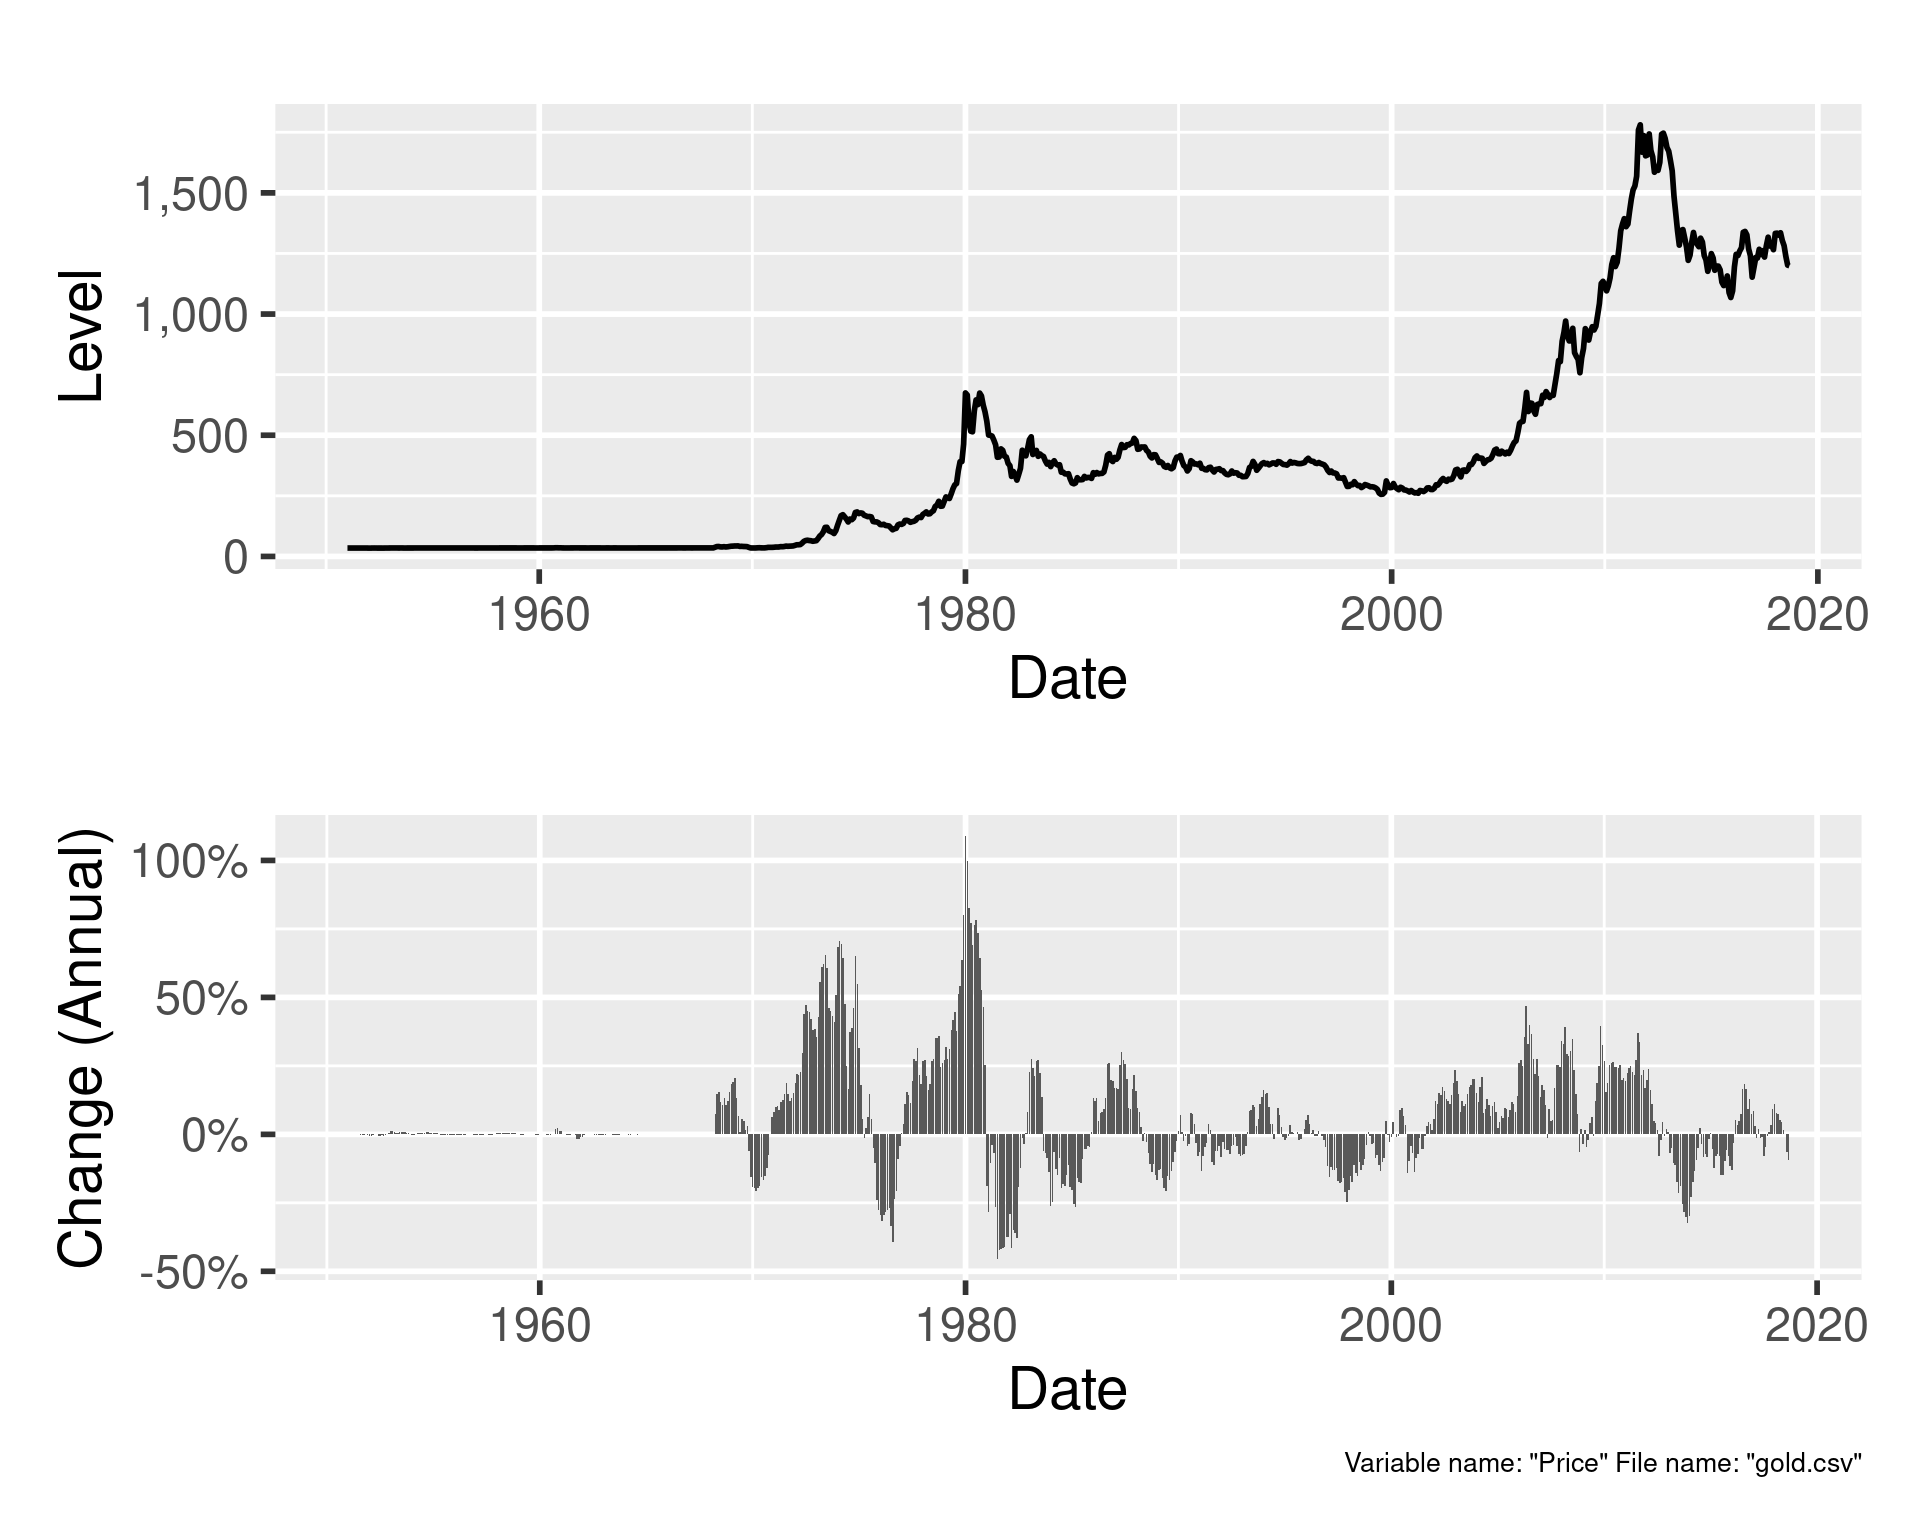 Level
1,500
1,000
500
0
1960 1980 2000 2020
Date
Change (Annual)
100%
50%
0%
-50%
1960 1980 2000 2020
Date
Variable name: "Price" File name: "gold.csv"